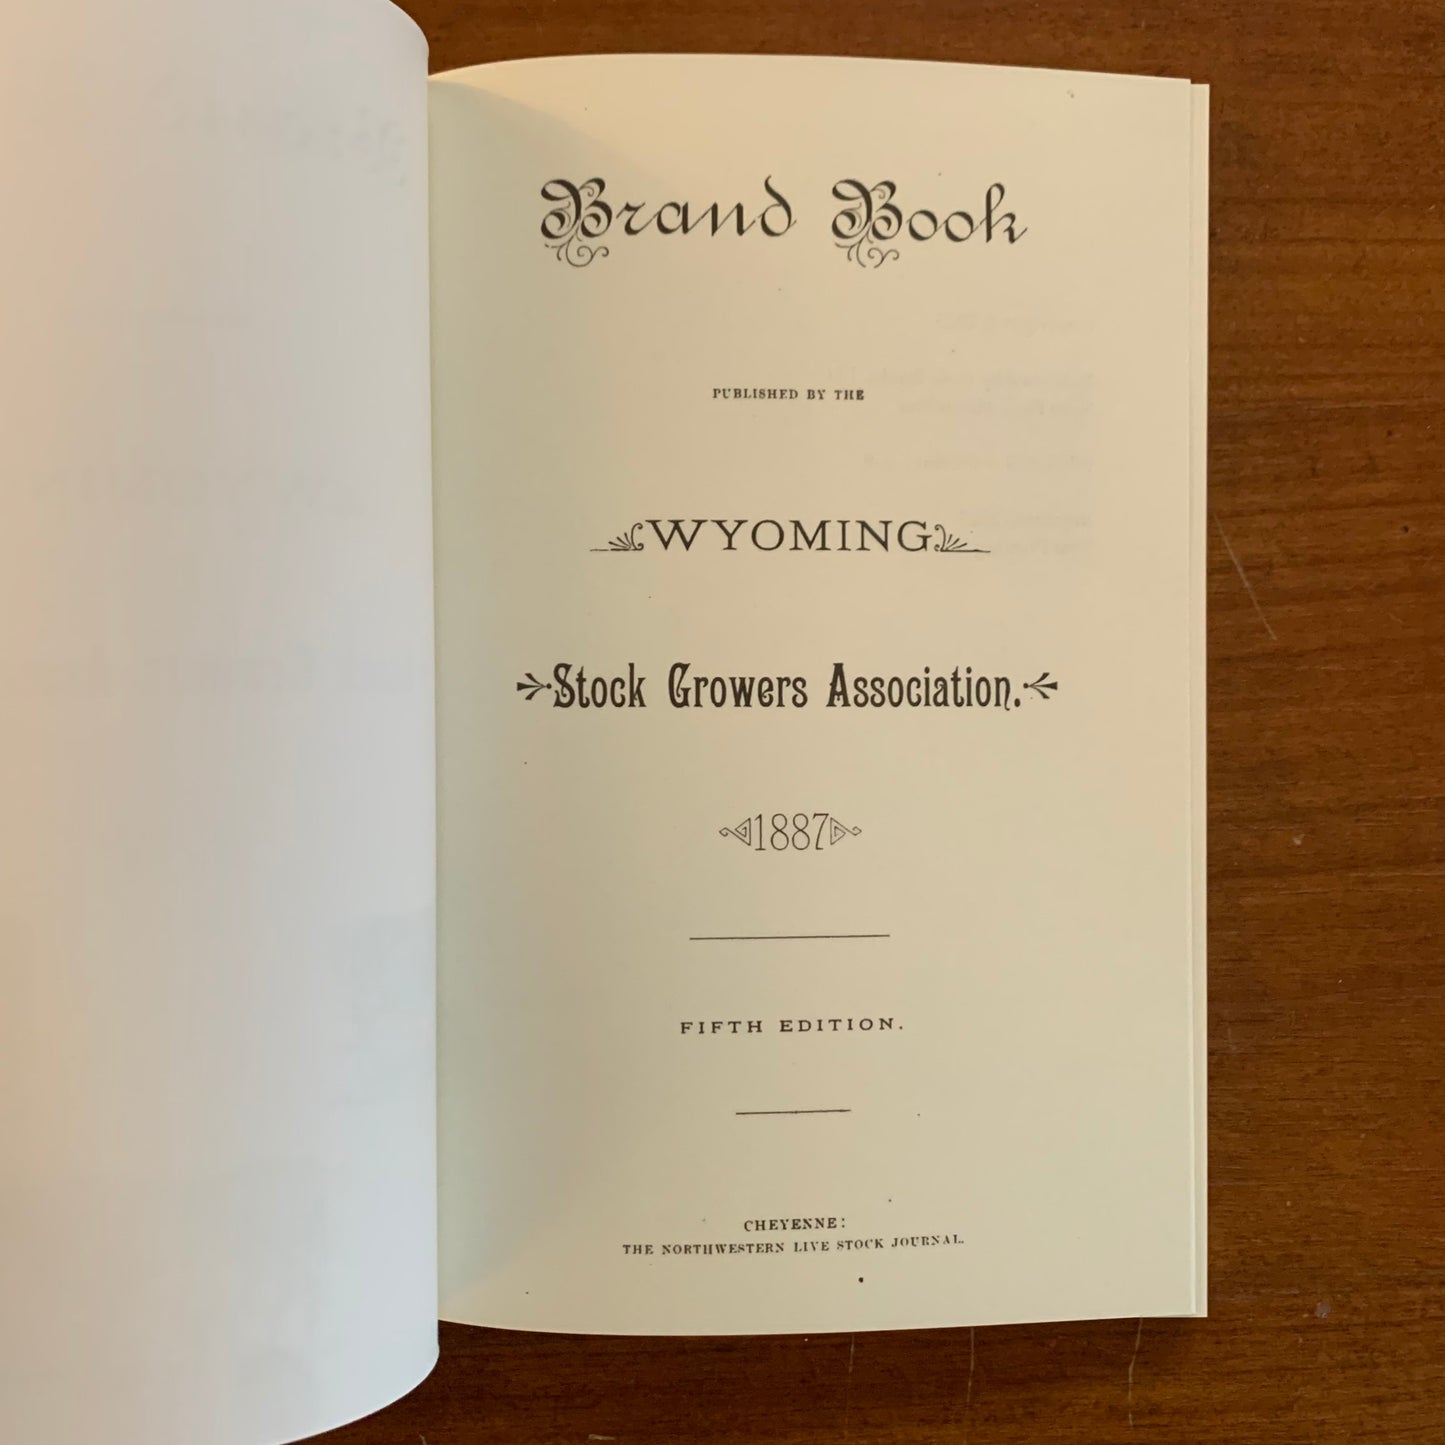 Brand Book
PUBLISHED BY THE
WYOMING
Stock Growers Association.
1887
FIFTH EDITION.
CHEYENNE:
THE NORTHWESTERN LIVE STOCK JOURNAL.